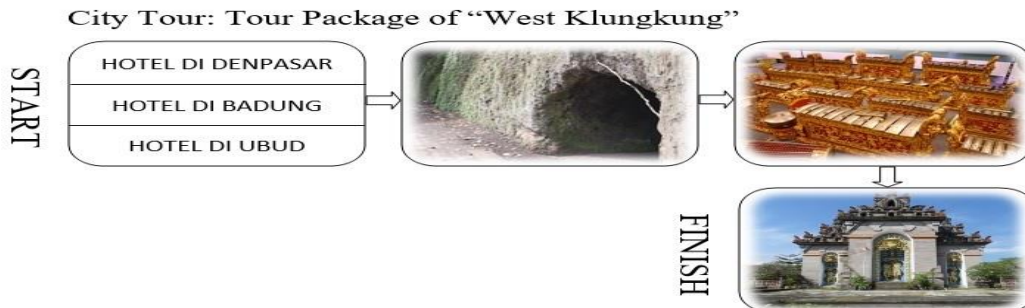 City Tour: Tour Package of “West Klungkung”
START
HOTEL DI DENPASAR
HOTEL DI BADUNG
HOTEL DI UBUD
FINISH